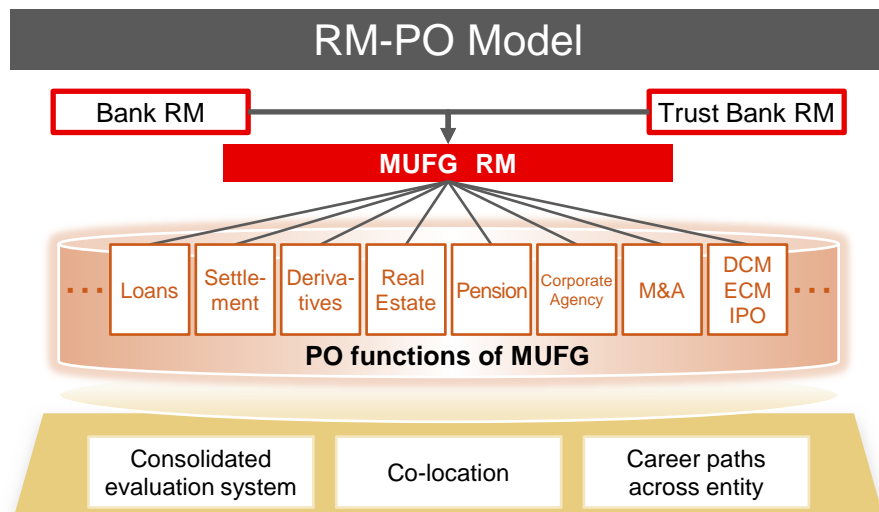 RM-PO Model
Bank RM
Trust Bank RM
MUFG RM
...
Loans
Settle-
ment
Deriva-
tives
Real
Estate
Pension
Corporate
Agency
M&A
DCM
ECM
IPO
...
PO functions of MUFG
Consolidated
evaluation system
Co-location
Career paths
across entity